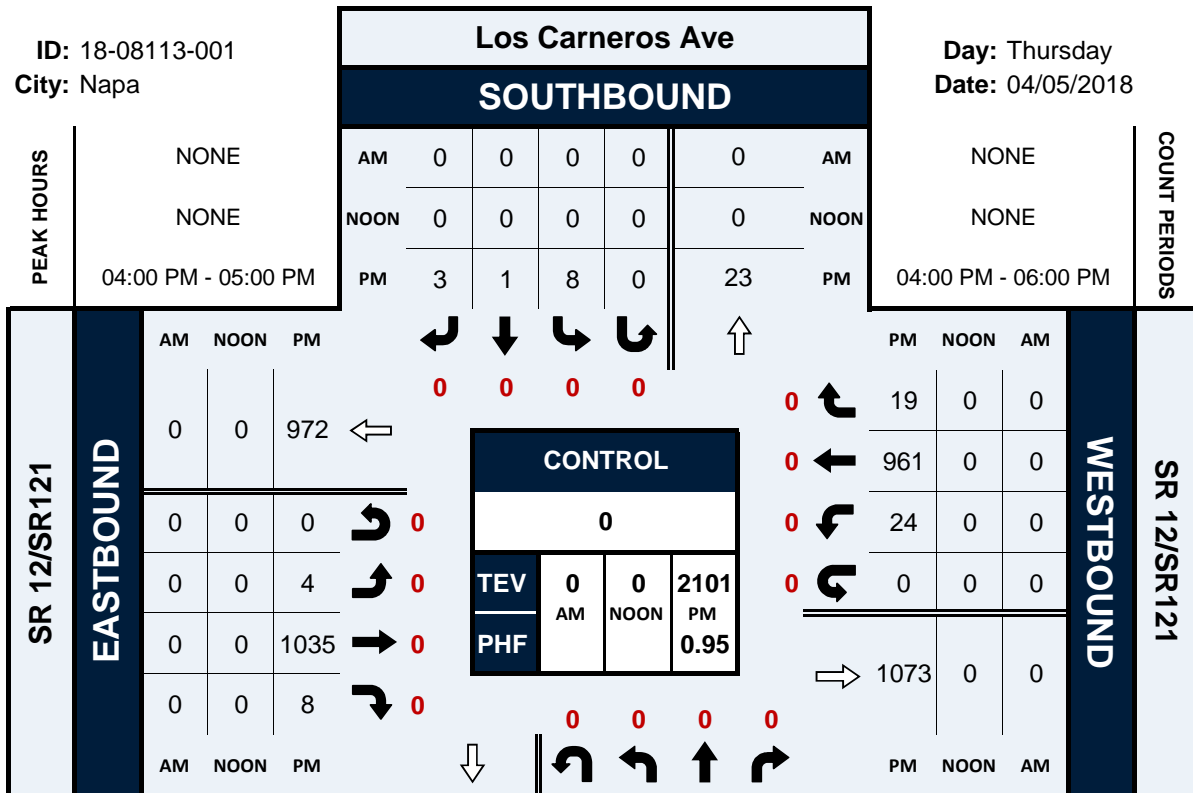 Los Carneros Ave
ID: 18-08113-001
Day: Thursday
City: Napa
SOUTHBOUND
Date: 04/05/2018
PEAK HOURS
NONE
AM 0 0 0 0 0 AM
NONE
COUNT PERIODS
NONE
NOON 0 0 0 0 0 NOON
NONE
04:00 PM - 05:00 PM
PM 3 1 8 0 23 PM
04:00 PM - 06:00 PM
SR 12/SR121
EASTBOUND
AM NOON PM
PM NOON AM
WESTBOUND
SR 12/SR121
0 0 0 0
0 19 0 0
0 0 972
0 961 0 0
CONTROL
0
0 0 0 0
0 24 0 0
0 0 4 0
0 0 0 0
TEV 0 0 2101
AM NOON PM
PHF 0.95
0 0 1035 0
1073 0 0
0 0 8 0
0 0 0 0
AM NOON PM
PM NOON AM